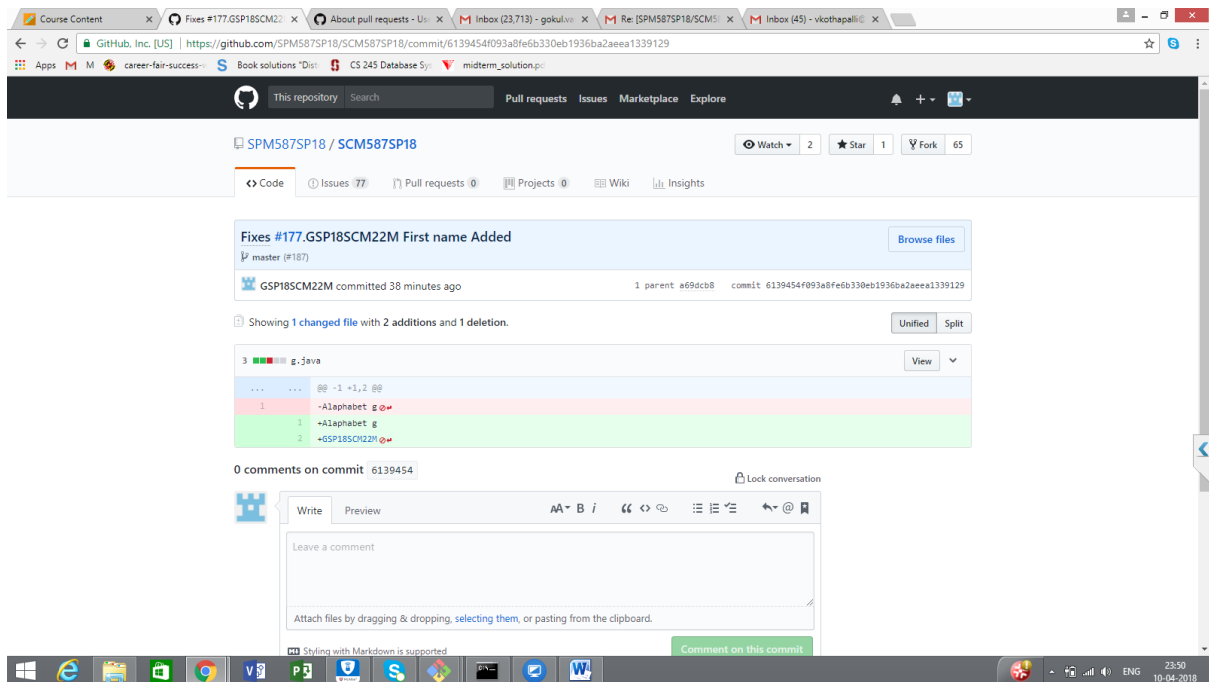 Course Content
Fixes #177.GSP18SCM22
About pull requests - Us
Inbox (23,713) - gokul.va
Re: [SPM587SP18/SCM5
Inbox (45) - vkothapalli@
GitHub, Inc. [US] | https://github.com/SPM587SP18/SCM587SP18/commit/6139454f093a8fe6b330eb1936ba2aeea1339129
Apps M career-fair-success- Book solutions "Dist CS 245 Database Sy midterm_solution.pd
This repository Search Pull requests Issues Marketplace Explore
SPM587SP18 / SCM587SP18
Watch 2 Star 1 Fork 65
Code Issues 77 Pull requests 0 Projects 0 Wiki Insights
Fixes #177.GSP18SCM22M First name Added
Browse files
master (#187)
GSP18SCM22M committed 38 minutes ago
1 parent a69dcb8 commit 6139454f093a8fe6b330eb1936ba2aeea1339129
Showing 1 changed file with 2 additions and 1 deletion.
Unified Split
3 g.java
View
... ... @@ -1 +1,2 @@
1 -Alaphabet g
1 +Alaphabet g
2 +GSP18SCM22M
0 comments on commit 6139454
Lock conversation
Write Preview
AA B i
Leave a comment
Attach files by dragging & dropping, selecting them, or pasting from the clipboard.
Styling with Markdown is supported
Comment on this commit
ENG
23:50
10-04-2018